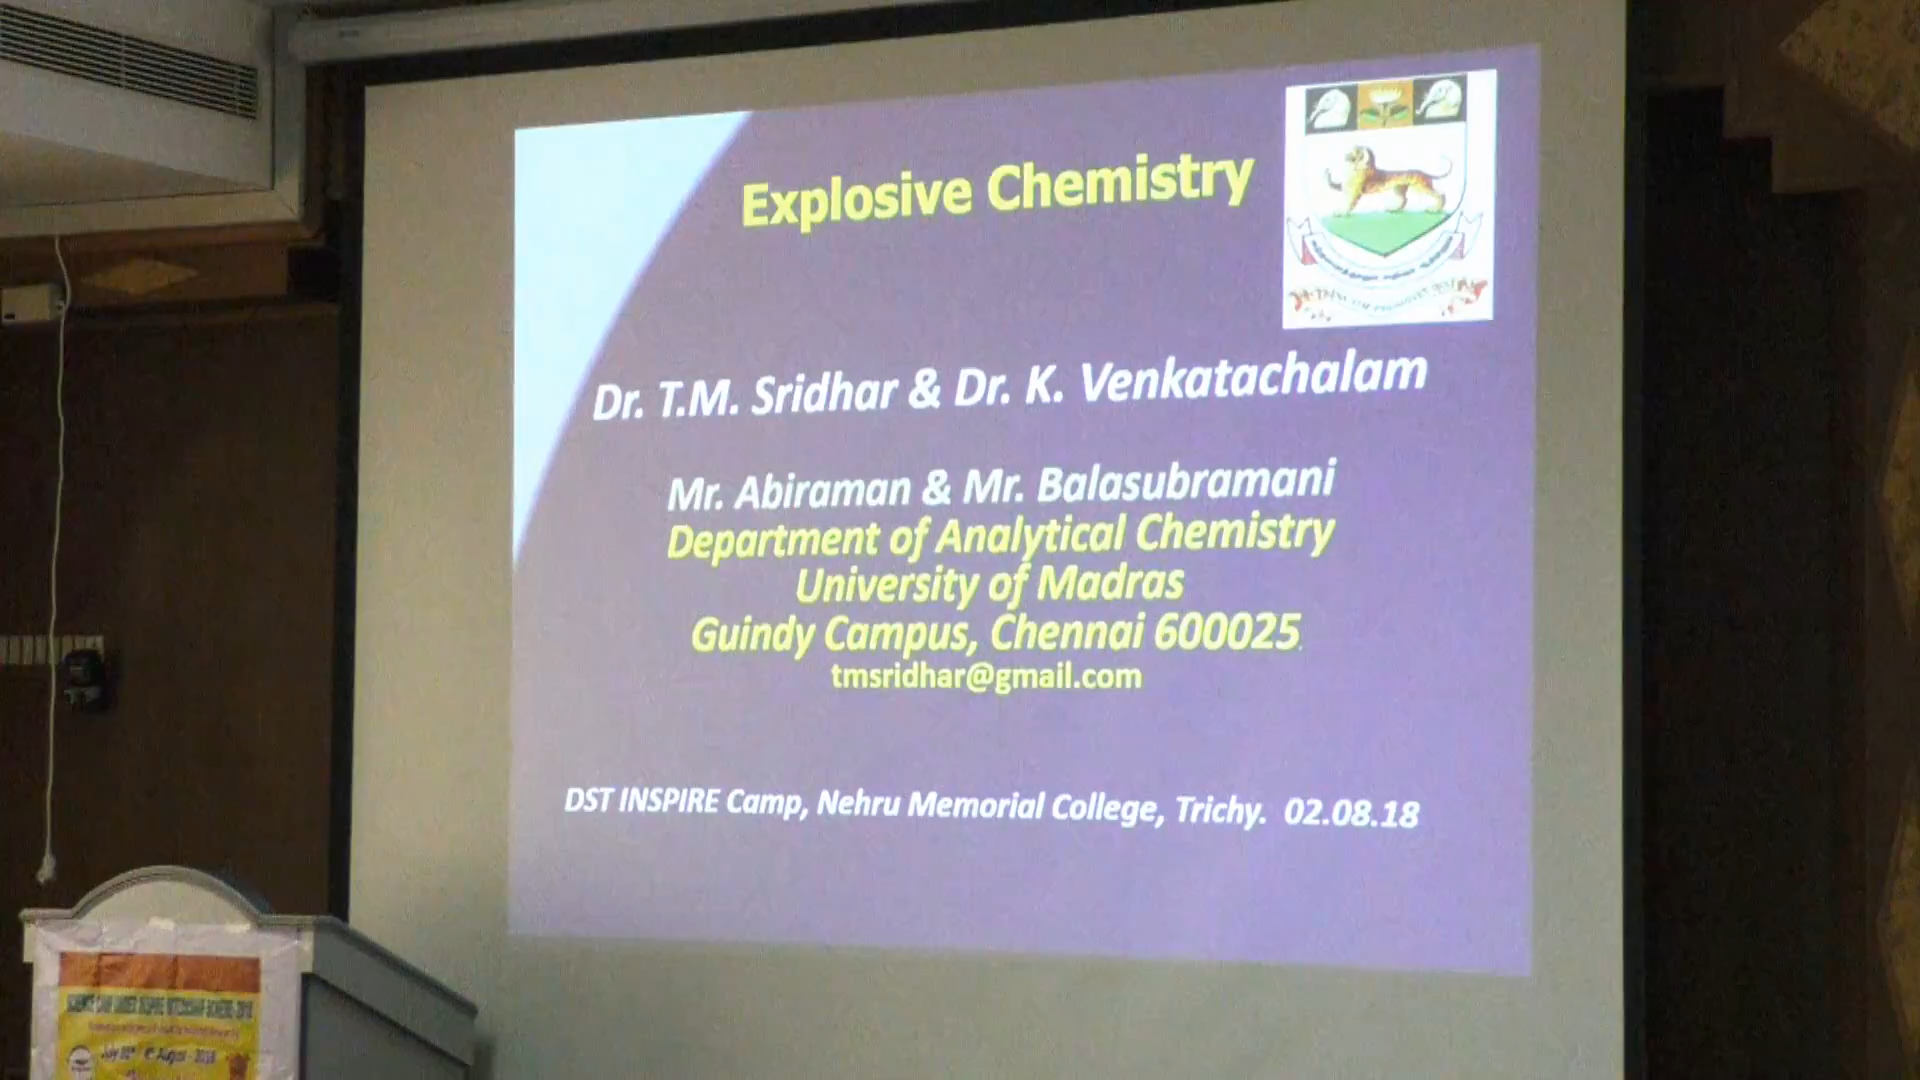 Explosive Chemistry
Dr. T.M. Sridhar & Dr. K. Venkatachalam
Mr. Abiraman & Mr. Balasubramani
Department of Analytical Chemistry
University of Madras
Guindy Campus, Chennai 600025.
tmsridhar@gmail.com
DST INSPIRE Camp, Nehru Memorial College, Trichy. 02.08.18